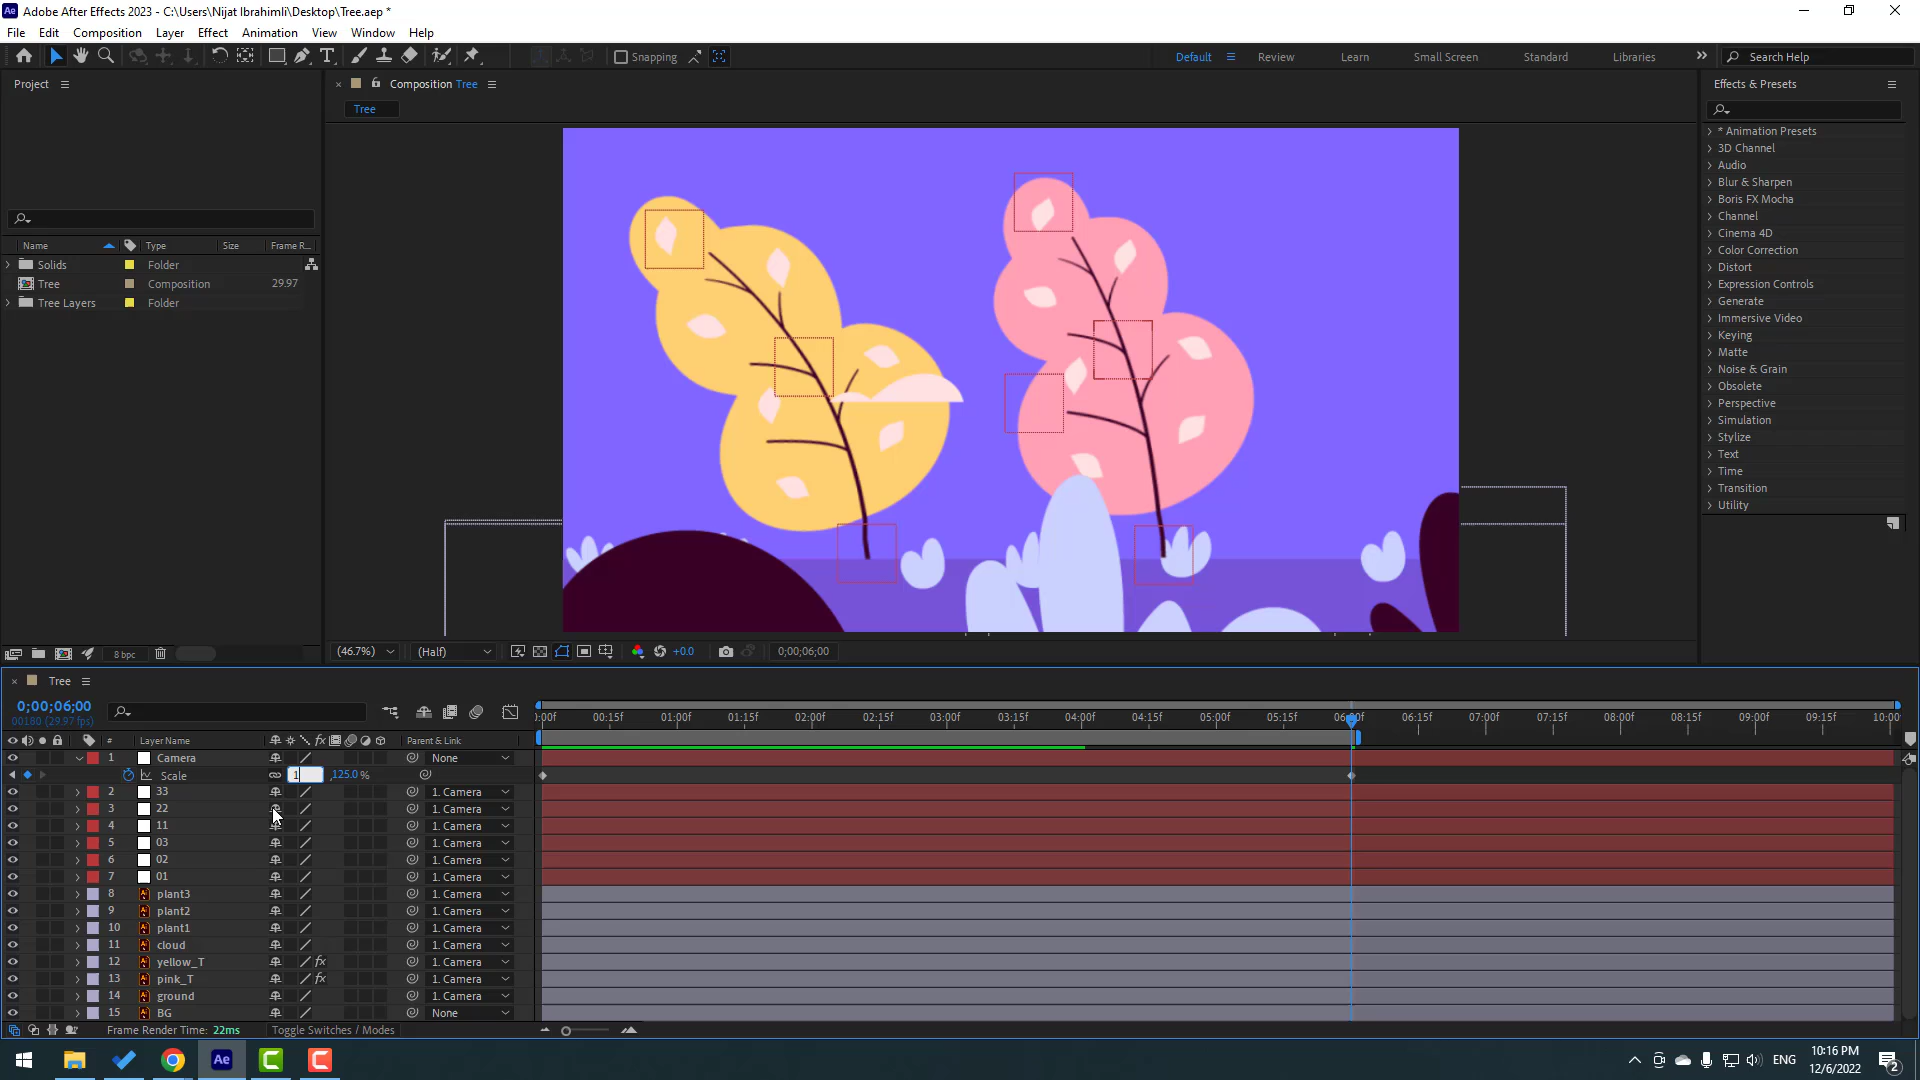 Adobe After Effects 2023 - C:\Users\Nijat Ibrahimli\Desktop\Tree.aep *
File Edit Composition Layer Effect Animation View Window Help
Snapping
Default
Review
Learn
Small Screen
Standard
Libraries
Search Help
Project
Name Type Size Frame R...
Solids Folder
Tree Composition 29.97
Tree Layers Folder
8 bpc
Composition Tree
Tree
(46.7%)
(Half)
+0.0
0;00;06;00
Effects & Presets
* Animation Presets
3D Channel
Audio
Blur & Sharpen
Boris FX Mocha
Channel
Cinema 4D
Color Correction
Distort
Expression Controls
Generate
Immersive Video
Keying
Matte
Noise & Grain
Obsolete
Perspective
Simulation
Stylize
Text
Time
Transition
Utility
Tree
0;00;06;00
00180 (29.97 fps)
:00f 00:15f 01:00f 01:15f 02:00f 02:15f 03:00f 03:15f 04:00f 04:15f 05:00f 05:15f 06:00f 06:15f 07:00f 07:15f 08:00f 08:15f 09:00f 09:15f 10:00f
# Layer Name fx Parent & Link
1 Camera None
Scale 1 ,125.0 %
2 33 1. Camera
3 22 1. Camera
4 11 1. Camera
5 03 1. Camera
6 02 1. Camera
7 01 1. Camera
8 plant3 1. Camera
9 plant2 1. Camera
10 plant1 1. Camera
11 cloud 1. Camera
12 yellow_T fx 1. Camera
13 pink_T fx 1. Camera
14 ground 1. Camera
15 BG None
Frame Render Time: 22ms
Toggle Switches / Modes
Ae
ENG
10:16 PM
12/6/2022
2